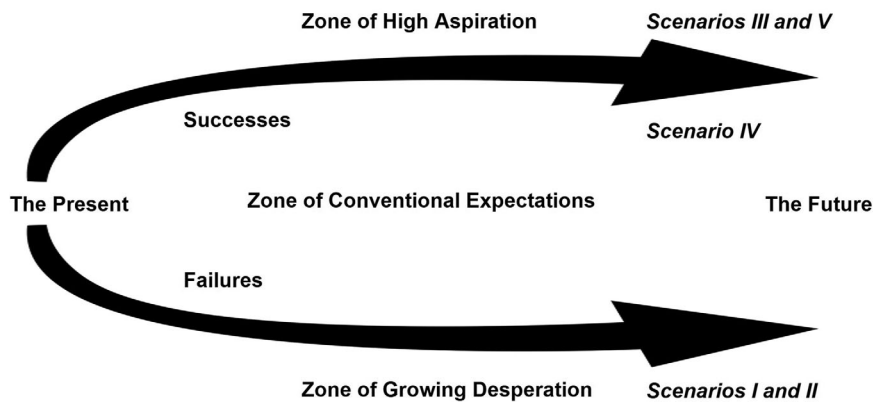 Zone of High Aspiration Scenarios III and V
Successes
Scenario IV
The Present Zone of Conventional Expectations The Future
Failures
Zone of Growing Desperation Scenarios I and II